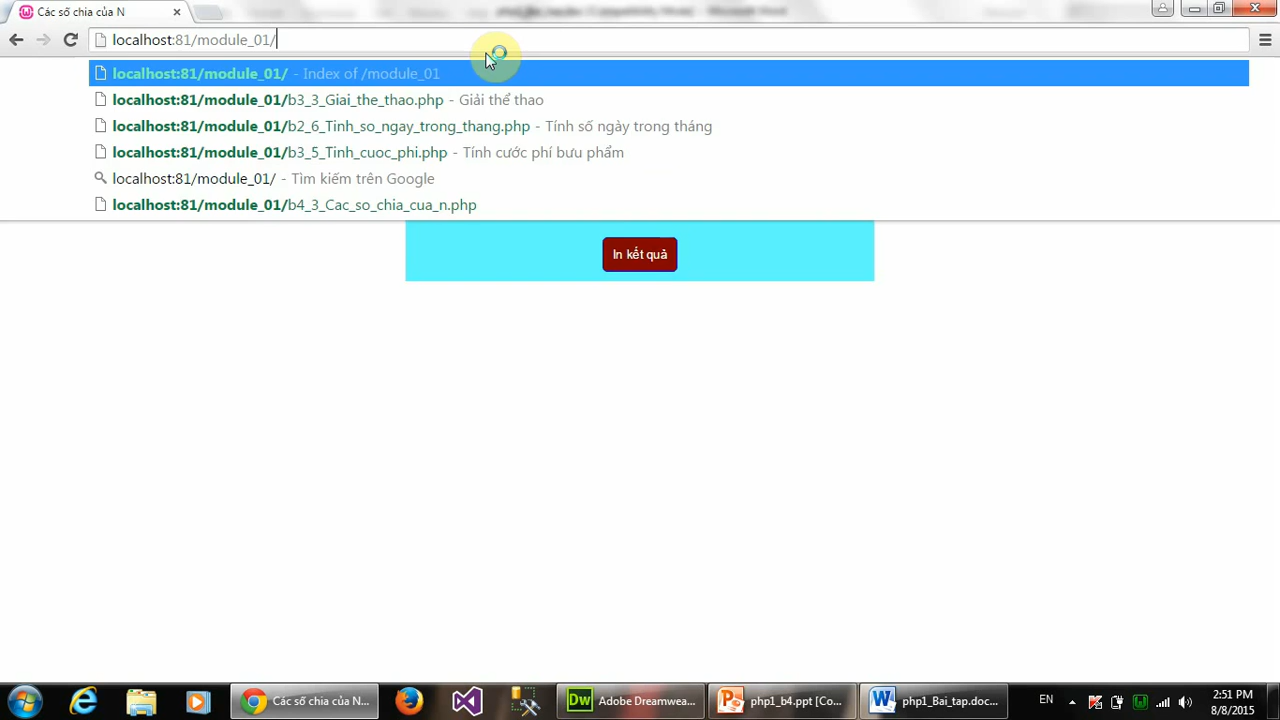 Các số chia của N
localhost:81/module_01/
localhost:81/module_01/ - Index of /module_01
localhost:81/module_01/b3_3_Giai_the_thao.php - Giải thể thao
localhost:81/module_01/b2_6_Tinh_so_ngay_trong_thang.php - Tính số ngày trong tháng
localhost:81/module_01/b3_5_Tinh_cuoc_phi.php - Tính cước phí bưu phẩm
localhost:81/module_01/ - Tìm kiếm trên Google
localhost:81/module_01/b4_3_Cac_so_chia_cua_n.php
In kết quả
Các số chia của N...
Dw Adobe Dreamwea...
php1_b4.ppt [Co...
php1_Bai_tap.doc...
EN
2:51 PM
8/8/2015